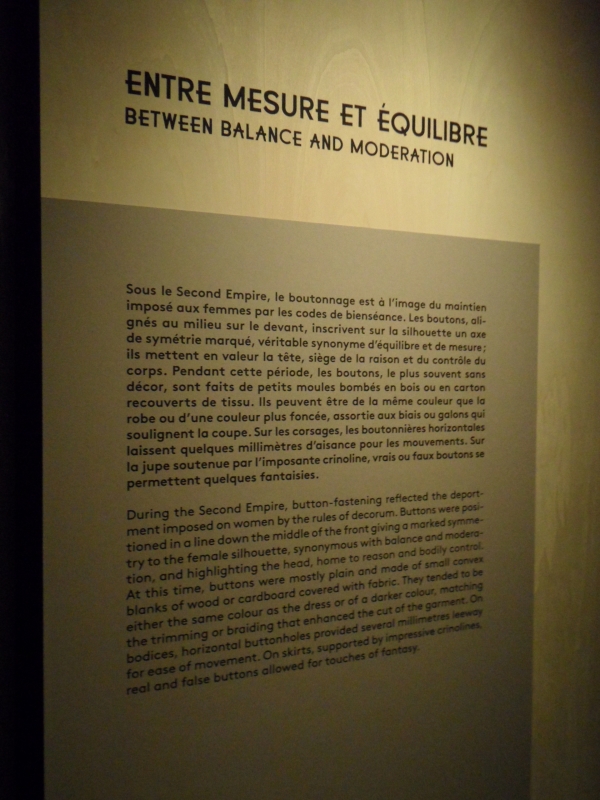 ENTRE MESURE ET ÉQUILIBRE
BETWEEN BALANCE AND MODERATION
Sous le Second Empire, le boutonnage est à l'image du maintien
imposé aux femmes par les codes de bienséance. Les boutons, ali-
gnés au milieu sur le devant, inscrivent sur la silhouette un axe
de symétrie marqué, véritable synonyme d'équilibre et de mesure ;
ils mettent en valeur la tête, siège de la raison et du contrôle du
corps. Pendant cette période, les boutons, le plus souvent sans
décor, sont faits de petits moules bombés en bois ou en carton
recouverts de tissu. Ils peuvent être de la même couleur que la
robe ou d'une couleur plus foncée, assortie aux biais ou galons qui
soulignent la coupe. Sur les corsages, les boutonnières horizontales
laissent quelques millimètres d'aisance pour les mouvements. Sur
la jupe soutenue par l'imposante crinoline, vrais ou faux boutons se
permettent quelques fantaisies.
During the Second Empire, button-fastening reflected the deport-
ment imposed on women by the rules of decorum. Buttons were posi-
tioned in a line down the middle of the front giving a marked symme-
try to the female silhouette, synonymous with balance and modera-
tion, and highlighting the head, home to reason and bodily control.
At this time, buttons were mostly plain and made of small convex
blanks of wood or cardboard covered with fabric. They tended to be
either the same colour as the dress or of a darker colour, matching
the trimming or braiding that enhanced the cut of the garment. On
bodices, horizontal buttonholes provided several millimetres leeway
for ease of movement. On skirts, supported by impressive crinolines,
real and false buttons allowed for touches of fantasy.